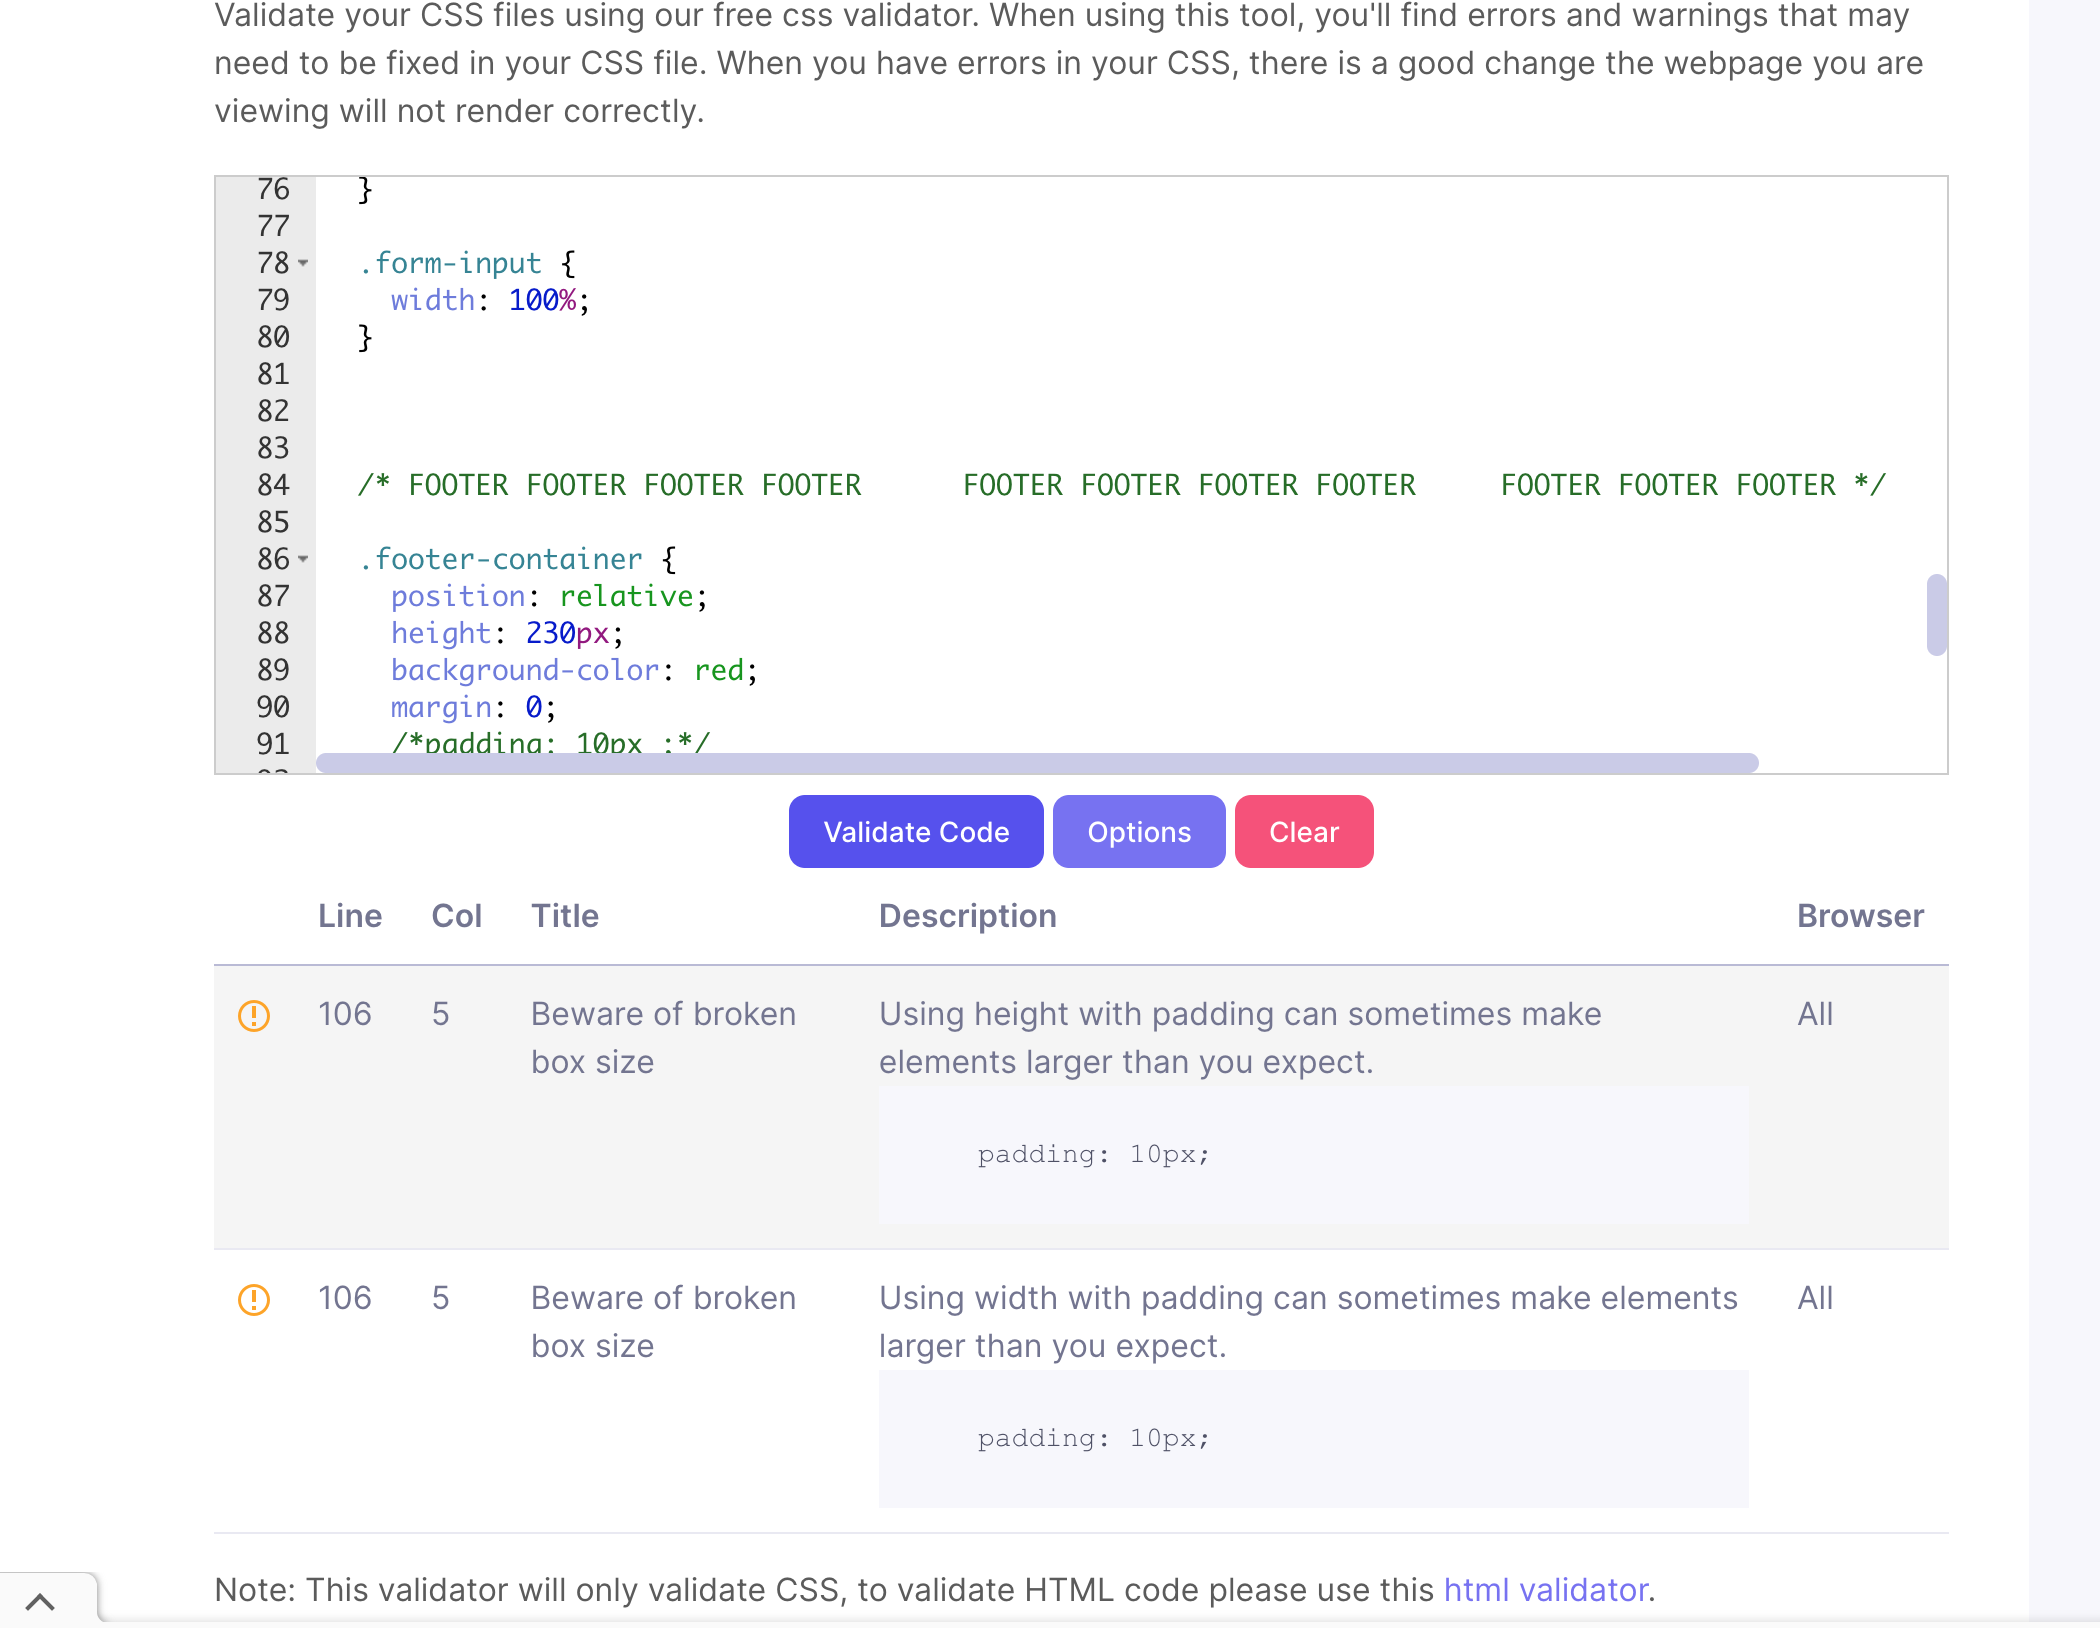 Validate your CSS files using our free css validator. When using this tool, you'll find errors and warnings that may
need to be fixed in your CSS file. When you have errors in your CSS, there is a good change the webpage you are
viewing will not render correctly.
76 }
77
78 .form-input {
79 width: 100%;
80 }
81
82
83
84 /* FOOTER FOOTER FOOTER FOOTER FOOTER FOOTER FOOTER FOOTER FOOTER FOOTER FOOTER */
85
86 .footer-container {
87 position: relative;
88 height: 230px;
89 background-color: red;
90 margin: 0;
91 /*padding: 10px ;*/
Validate Code Options Clear
Line Col Title Description Browser
106 5 Beware of broken Using height with padding can sometimes make All
box size elements larger than you expect.
padding: 10px;
106 5 Beware of broken Using width with padding can sometimes make elements All
box size larger than you expect.
padding: 10px;
Note: This validator will only validate CSS, to validate HTML code please use this html validator.